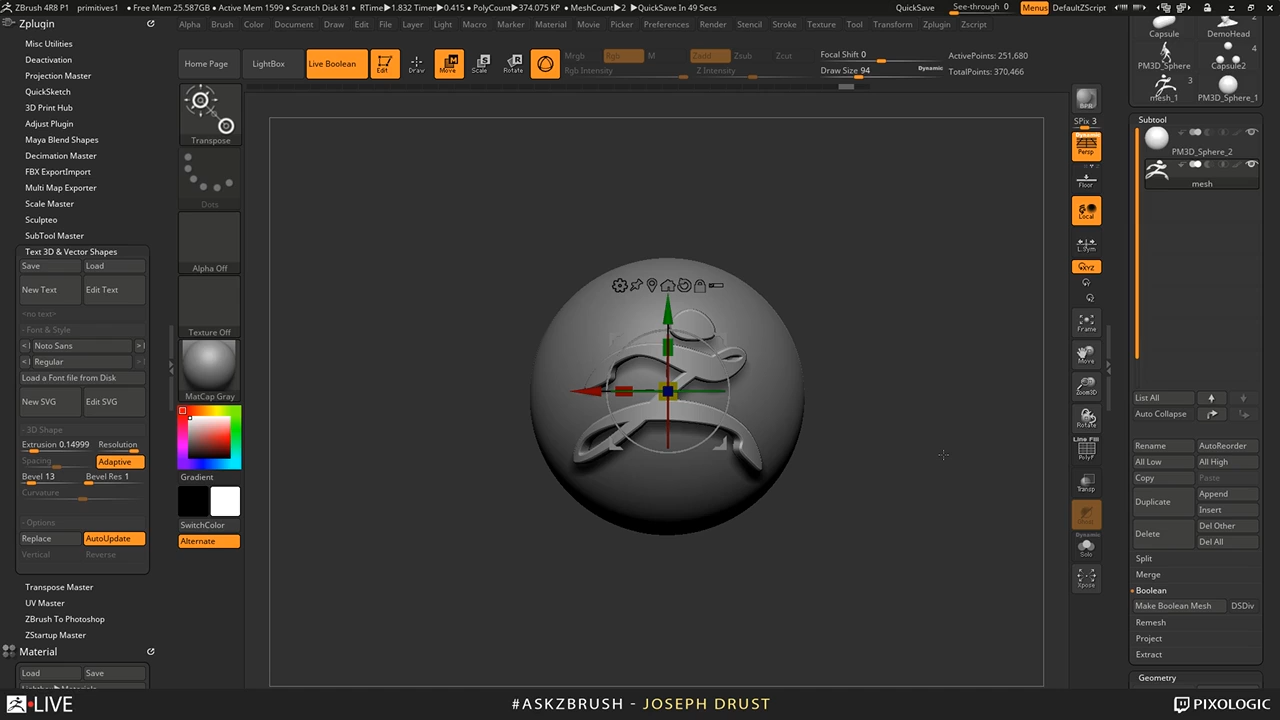 ZBrush 4R8 P1 primitives1 • Free Mem 25.587GB • Active Mem 1599 • Scratch Disk 81 • RTime▶1.832 Timer▶0.415 • PolyCount▶374.075 KP • MeshCount▶2 ▶QuickSave In 49 Secs
QuickSave See-through 0 Menus DefaultZScript
Alpha Brush Color Document Draw Edit File Layer Light Macro Marker Material Movie Picker Preferences Render Stencil Stroke Texture Tool Transform Zplugin Zscript
Zplugin
Misc Utilities
Deactivation
Projection Master
QuickSketch
3D Print Hub
Adjust Plugin
Maya Blend Shapes
Decimation Master
FBX ExportImport
Multi Map Exporter
Scale Master
Sculpteo
SubTool Master
Text 3D & Vector Shapes
Save Load
New Text Edit Text
<no text>
- Font & Style
Noto Sans
Regular
Load a Font file from Disk
New SVG Edit SVG
- 3D Shape
Extrusion 0.14999 Resolution
Spacing Adaptive
Bevel 13 Bevel Res 1
Curvature
- Options
Replace AutoUpdate
Vertical Reverse
Transpose Master
UV Master
ZBrush To Photoshop
ZStartup Master
Material
Load Save
Home Page LightBox Live Boolean Edit Draw Move Scale Rotate
Mrgb Rgb M Zadd Zsub Zcut
Rgb Intensity Z Intensity
Focal Shift 0
Draw Size 94 Dynamic
ActivePoints: 251,680
TotalPoints: 370,466
Transpose
Dots
Alpha Off
Texture Off
MatCap Gray
Gradient
SwitchColor
Alternate
BPR
SPix 3
Dynamic
Persp
Floor
Local
L.Sym
XYZ
Frame
Move
Zoom3D
Rotate
Line Fill
PolyF
Transp
Ghost
Dynamic
Solo
Xpose
Capsule 2 DemoHead
4
PM3D_Sphere Capsule2
3
mesh_1 PM3D_Sphere_1
Subtool
PM3D_Sphere_2
mesh
List All
Auto Collapse
Rename AutoReorder
All Low All High
Copy Paste
Duplicate Append
Insert
Delete Del Other
Del All
Split
Merge
Boolean
Make Boolean Mesh DSDiv
Remesh
Project
Extract
Geometry
LIVE
#ASKZBRUSH - JOSEPH DRUST
PIXOLOGIC